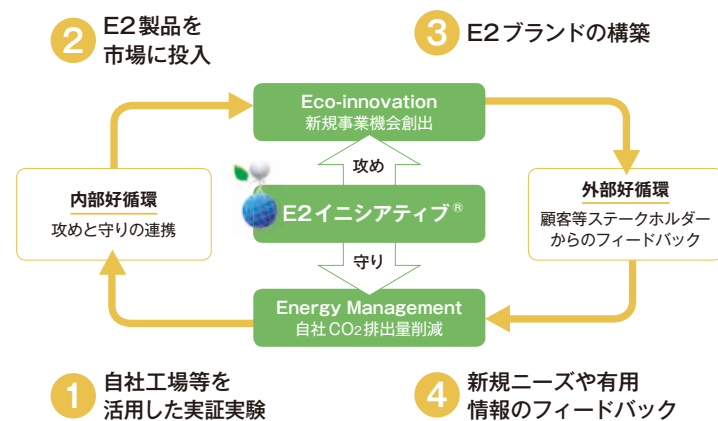 2 E2製品を
市場に投入
3 E2ブランドの構築
Eco-innovation
新規事業機会創出
攻め
内部好循環
攻めと守りの連携
E2イニシアティブ®
外部好循環
顧客等ステークホルダー
からのフィードバック
守り
Energy Management
自社CO2排出量削減
1 自社工場等を
活用した実証実験
4 新規ニーズや有用
情報のフィードバック